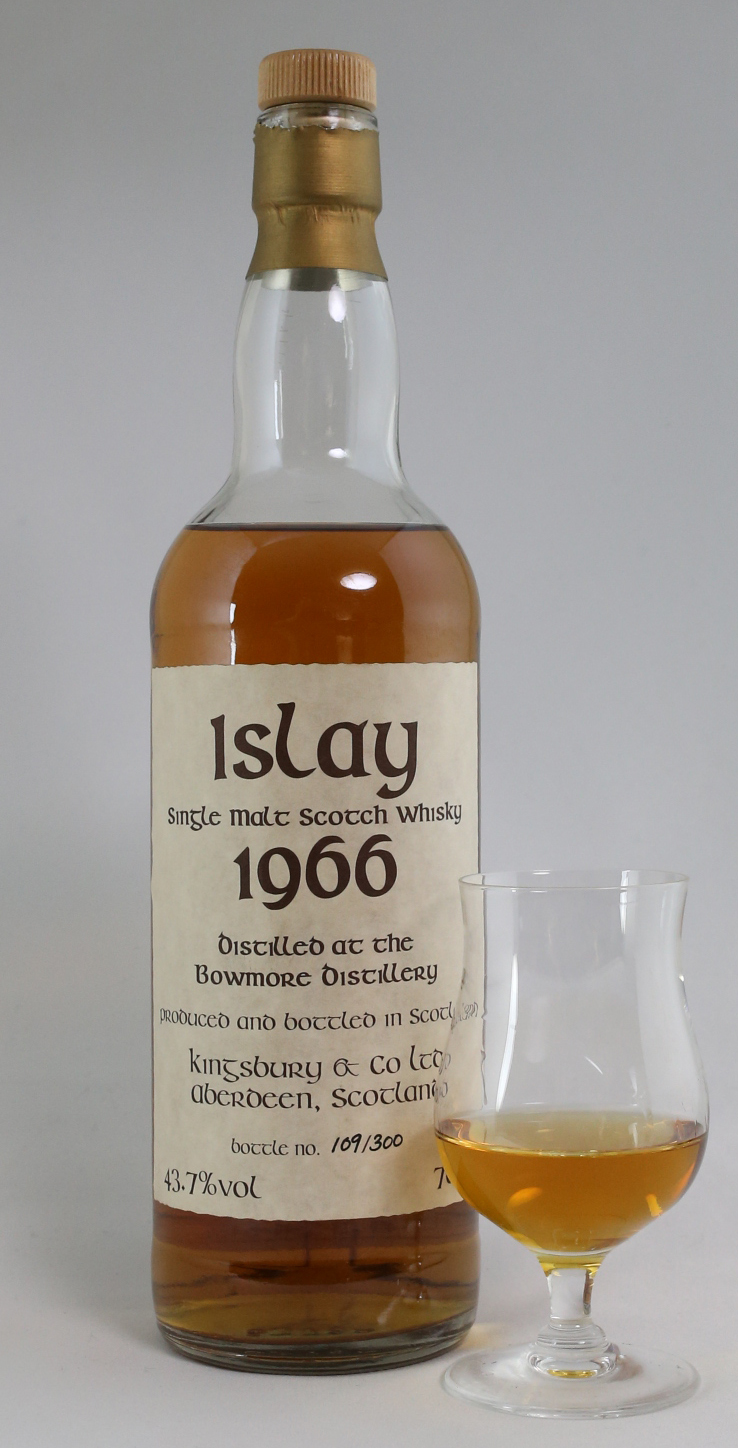 Islay
Single Malt Scotch Whisky
1966
Distilled at the
Bowmore Distillery
produced and bottled in
Kingsbury & Co Ltd
Aberdeen, Scotland
bottle no. 109/300
43.7%vol